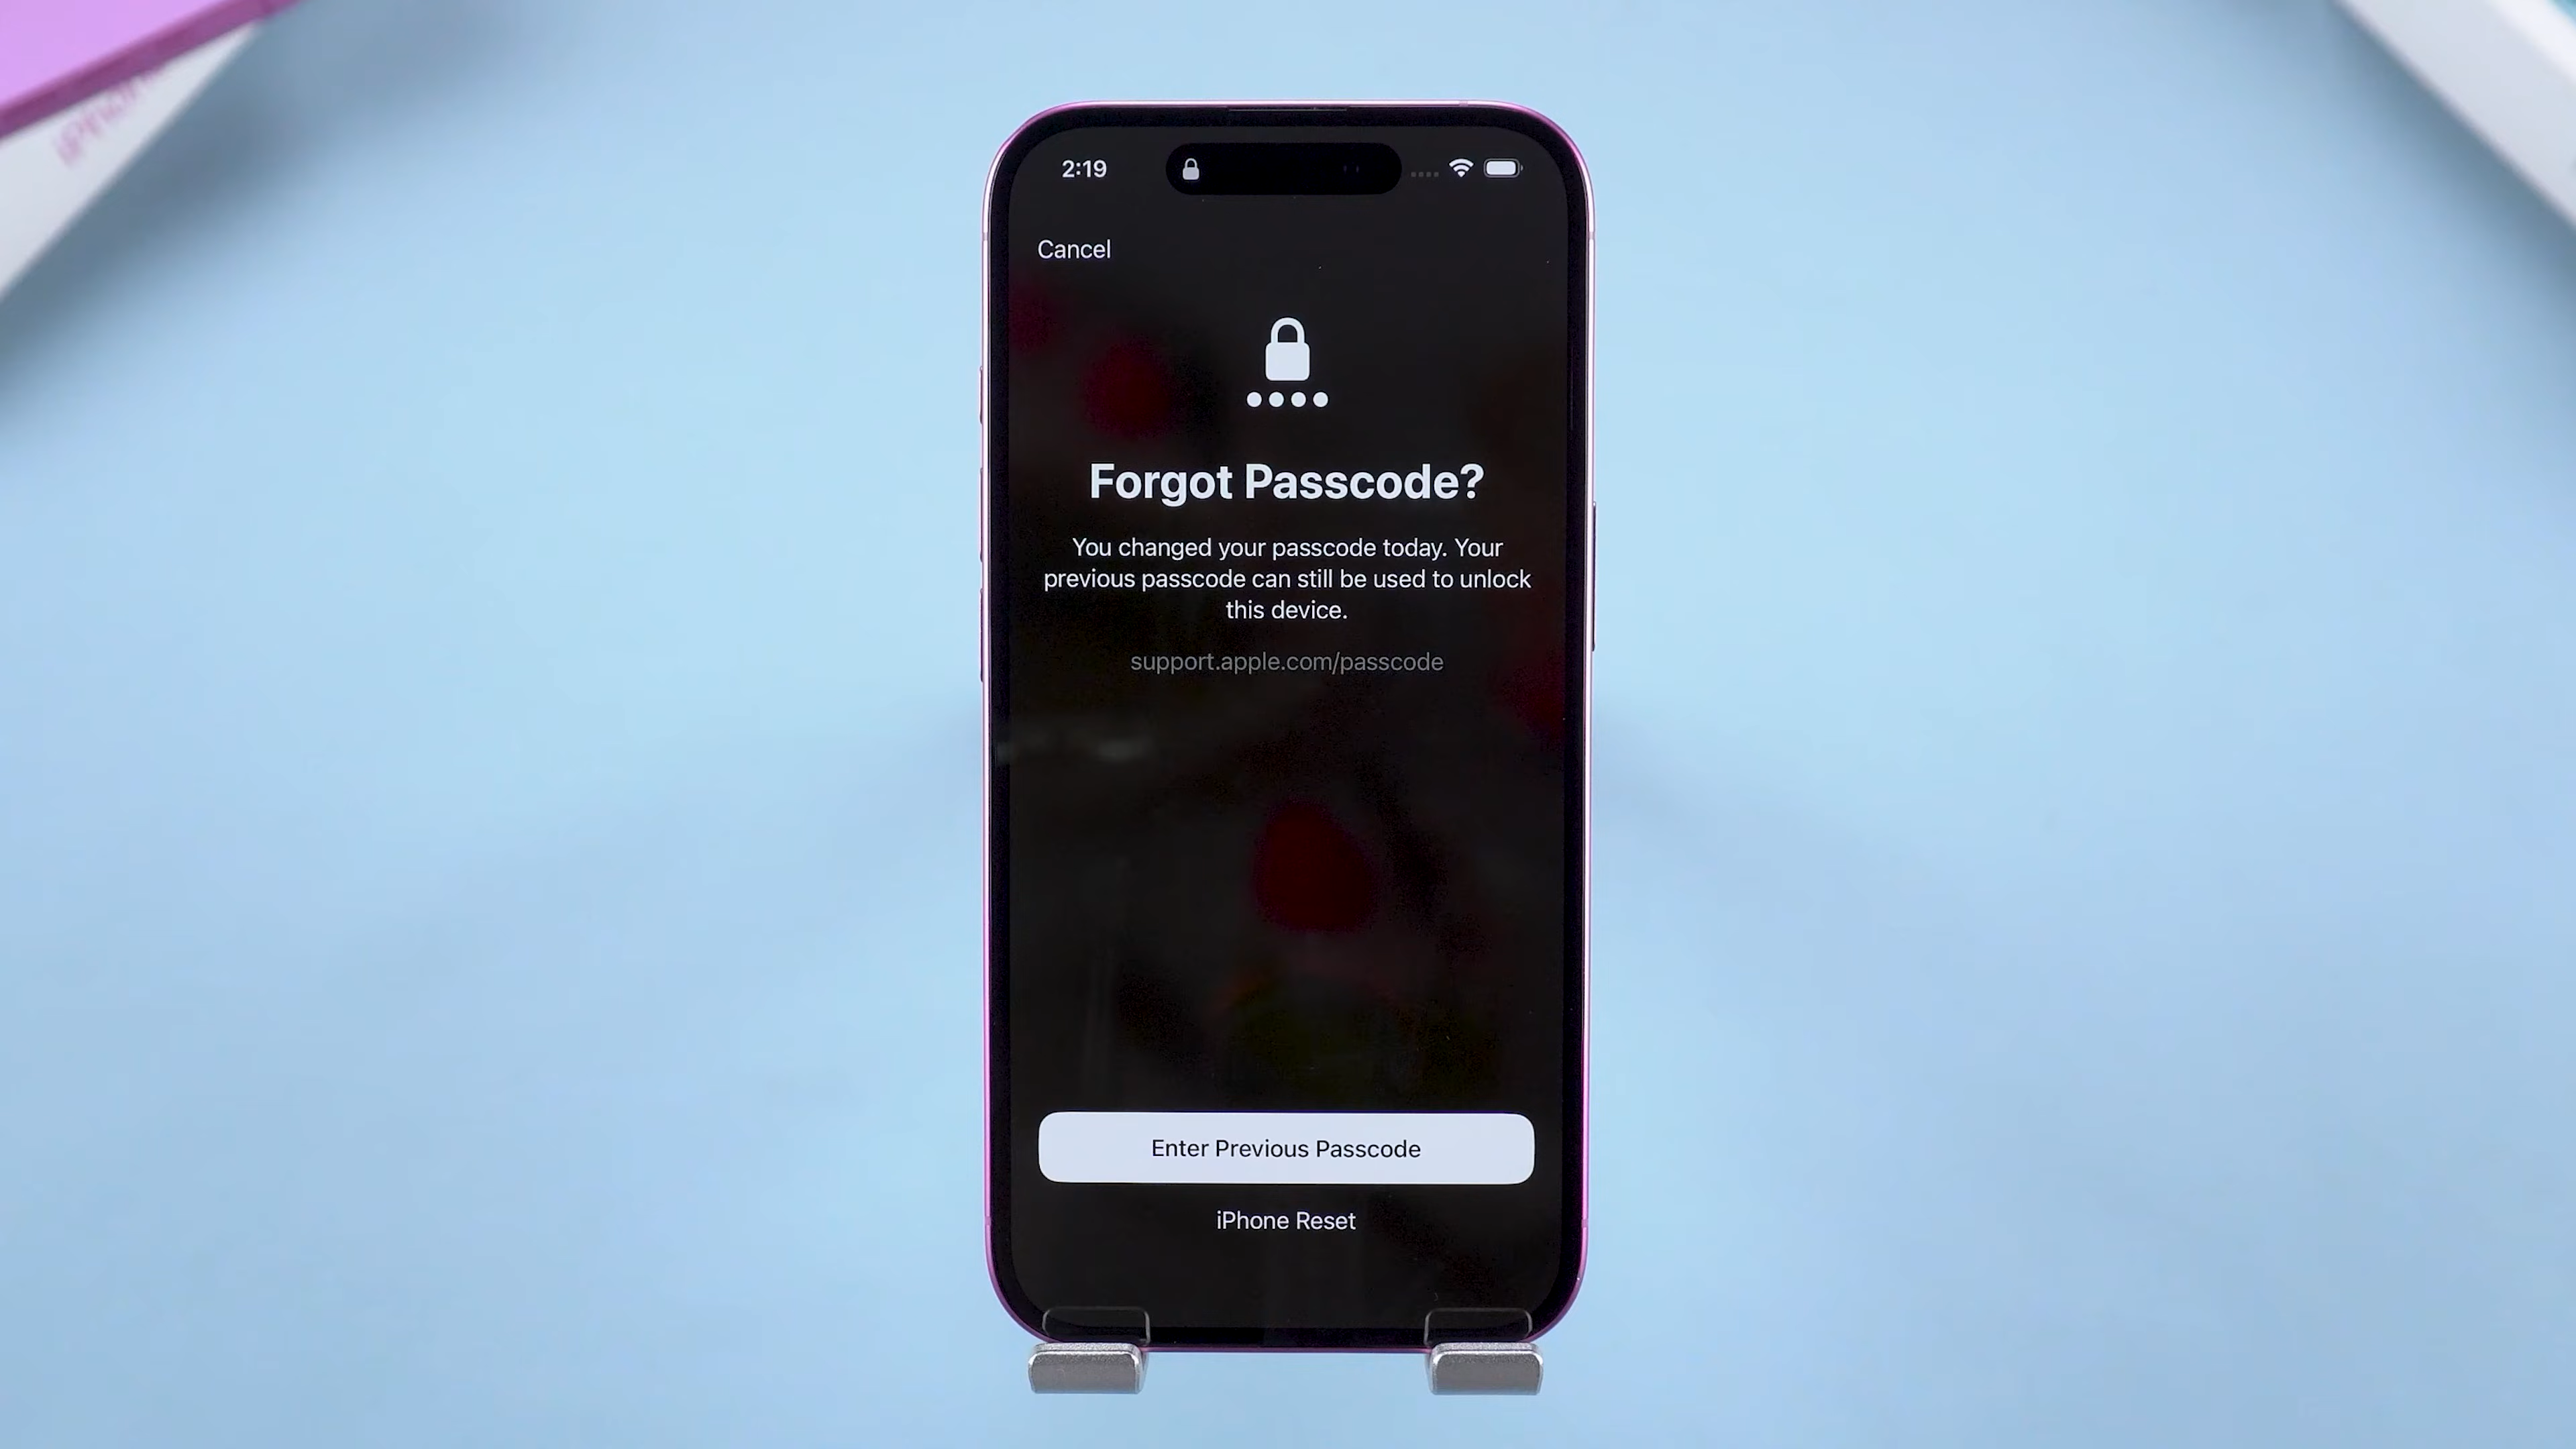 iPhone
2:19
Cancel
Forgot Passcode?
You changed your passcode today. Your
previous passcode can still be used to unlock
this device.
support.apple.com/passcode
Enter Previous Passcode
iPhone Reset